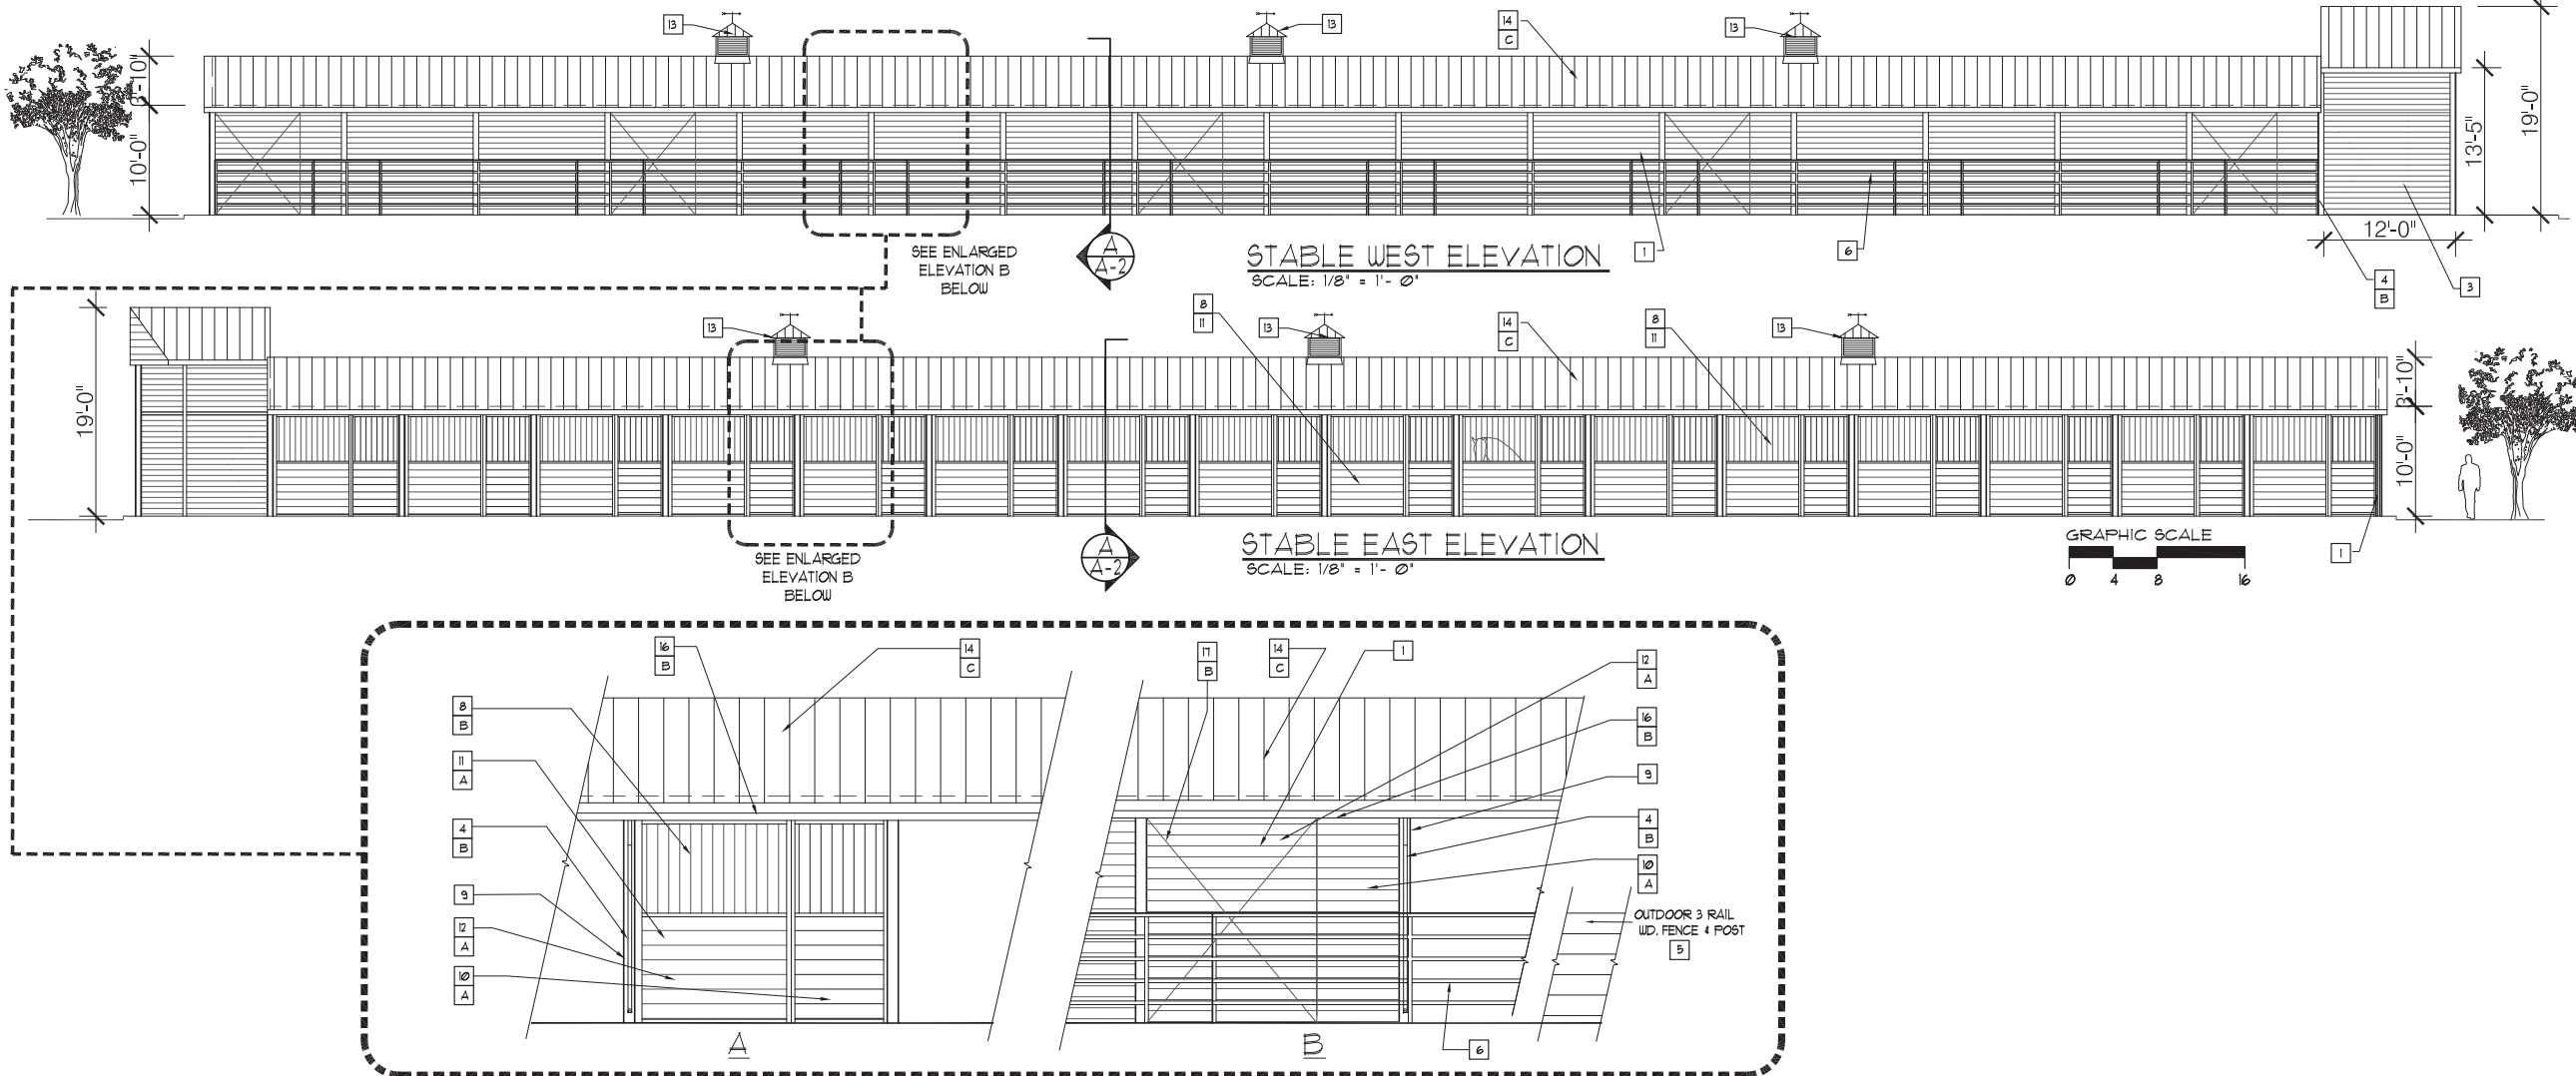 13
13
14
C
13
3'-10"
10'-0"
19'-0"
13'-5"
12'-0"
SEE ENLARGED
ELEVATION B
BELOW
A
A-2
STABLE WEST ELEVATION
SCALE: 1/8" = 1'- 0"
1
6
4
B
3
19'-0"
13
8
11
13
14
C
8
11
13
3'-10"
10'-0"
SEE ENLARGED
ELEVATION B
BELOW
A
A-2
STABLE EAST ELEVATION
SCALE: 1/8" = 1'- 0"
GRAPHIC SCALE
0 4 8 16
1
16
B
14
C
8
B
11
A
4
B
9
12
A
10
A
A
17
B
14
C
1
12
A
16
B
9
4
B
10
A
OUTDOOR 3 RAIL
WD. FENCE & POST
5
6
B